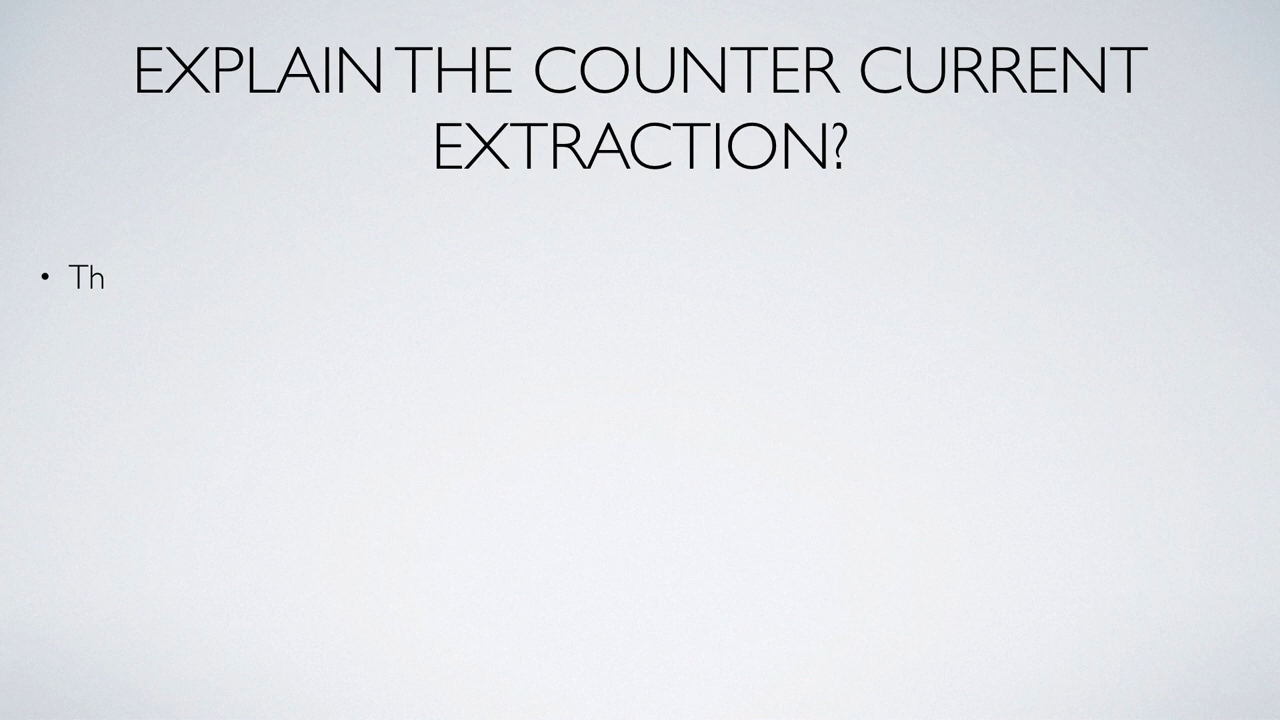 EXPLAIN THE COUNTER CURRENT
EXTRACTION?
• Th